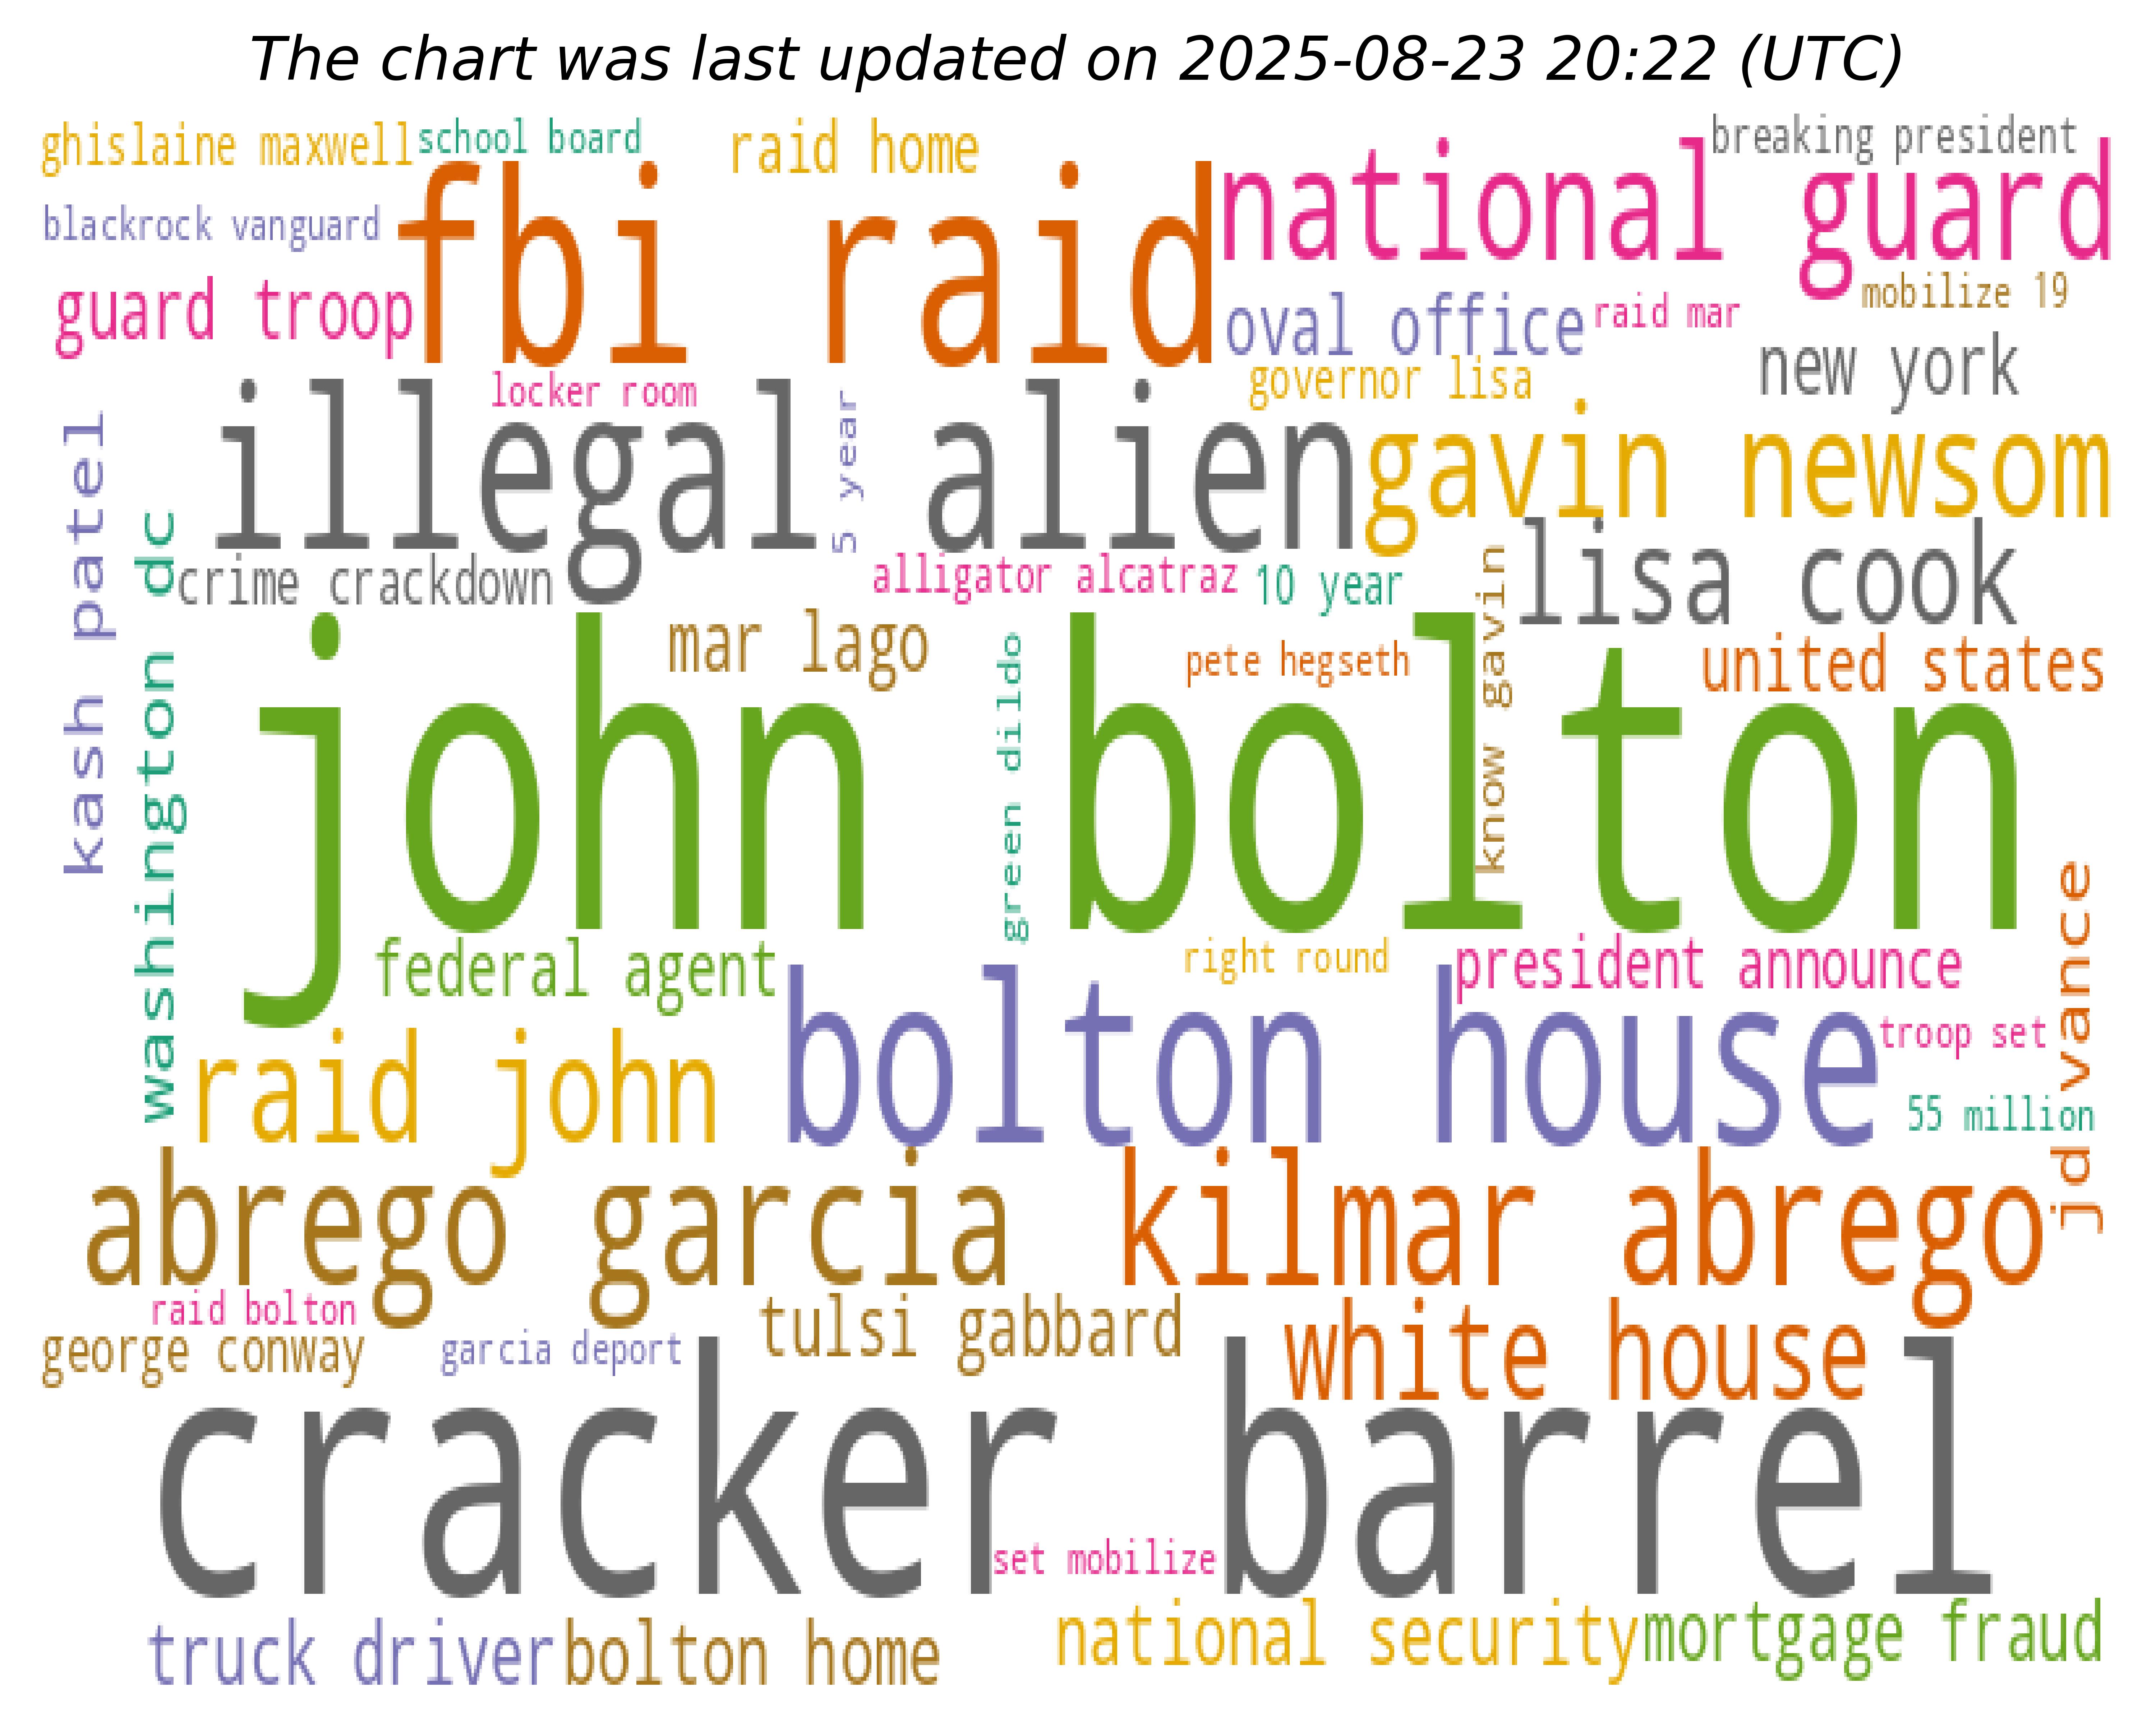 The chart was last updated on 2025-08-23 20:22 (UTC)
ghislaine maxwell
school board
raid home
national guard
breaking president
blackrock vanguard
fbi raid
guard troop
oval office
raid mar
mobilize 19
new york
locker room
governor lisa
illegal alien
5 year
gavin newsom
kash patel
washington dc
crime crackdown
alligator alcatraz
10 year
know gavin
lisa cook
john bolton
mar lago
green dildo
pete hegseth
united states
federal agent
right round
president announce
jd vance
raid john
bolton house
troop set
55 million
abrego garcia
kilmar abrego
raid bolton
tulsi gabbard
white house
george conway
garcia deport
cracker barrel
set mobilize
truck driver
bolton home
national security
mortgage fraud